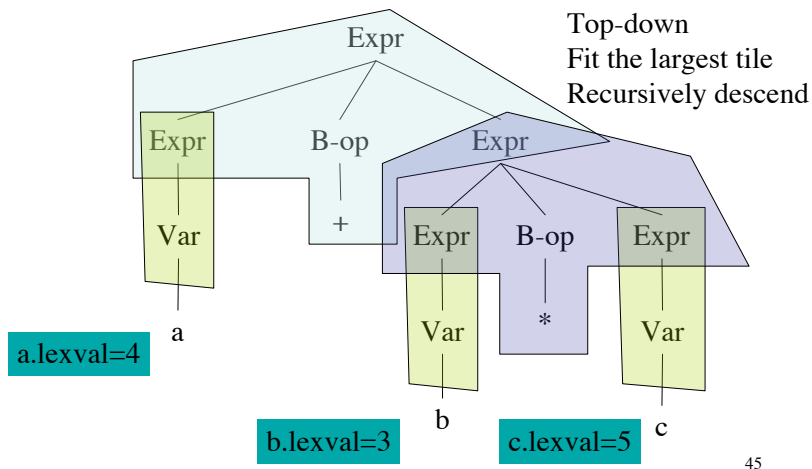 Top-down
Fit the largest tile
Recursively descend
Expr
Expr
B-op
Expr
Var
+
Expr
B-op
Expr
a
Var
*
Var
a.lexval=4
b
c
b.lexval=3
c.lexval=5
45